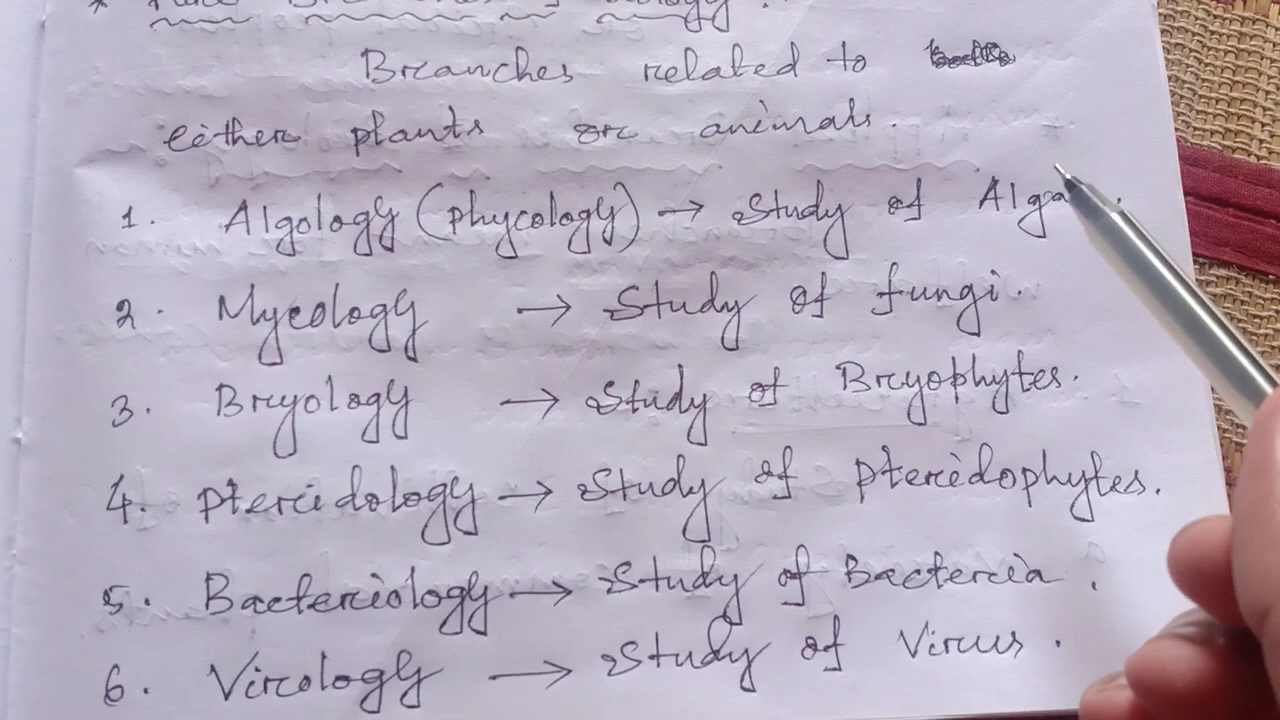 Branches related to
either plants or animals.
1. Algology (phycology) → Study of
2. Mycology → Study of fungi.
3. Bryology → Study of Bryophytes.
4. Pteridology → Study of pteridophytes.
5. Bacteriology → Study of Bacteria.
6. Virology → Study of Virus.